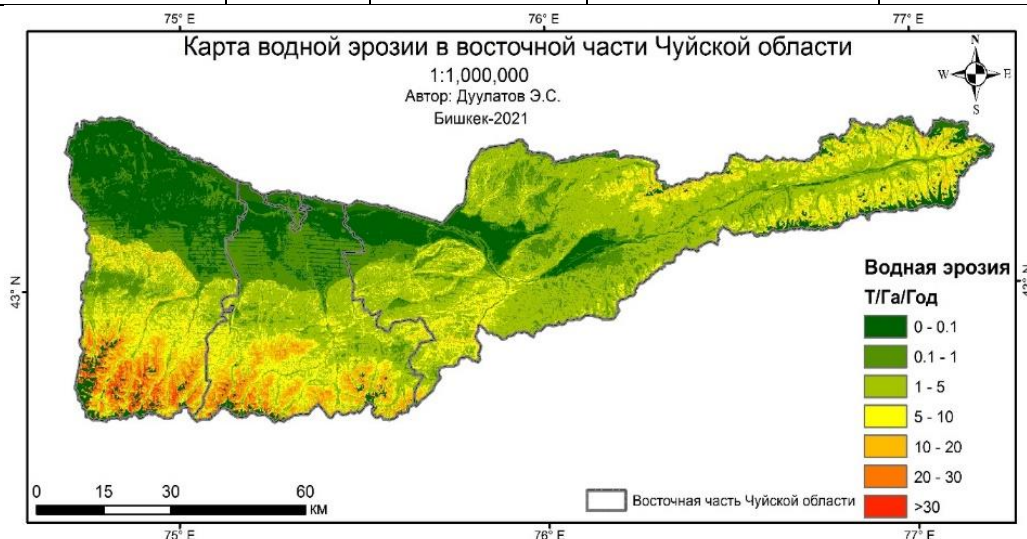 75° E 76° E 77° E
Карта водной эрозии в восточной части Чуйской области
1:1,000,000
Автор: Дуулатов Э.С.
Бишкек-2021
N
W E
S
43° N
43° N
Водная эрозия
Т/Га/Год
0 - 0.1
0.1 - 1
1 - 5
5 - 10
10 - 20
20 - 30
>30
0 15 30 60
км
Восточная часть Чуйской области
75° E 76° E 77° E